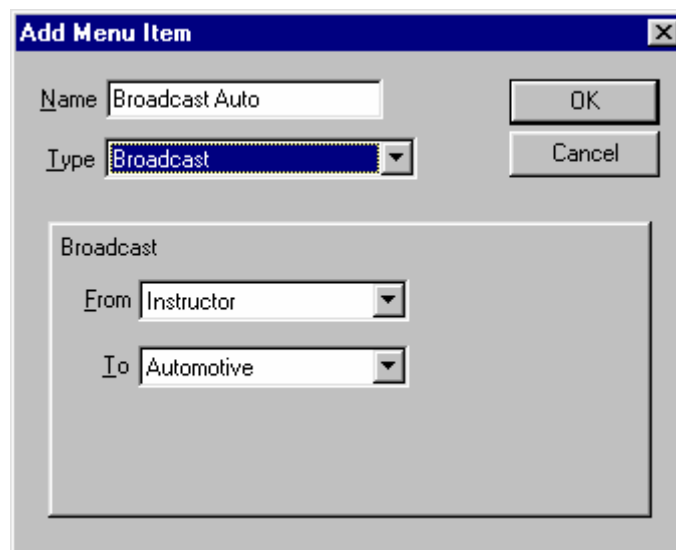 Add Menu Item
Name Broadcast Auto
OK
Type Broadcast
Cancel
Broadcast
From Instructor
To Automotive